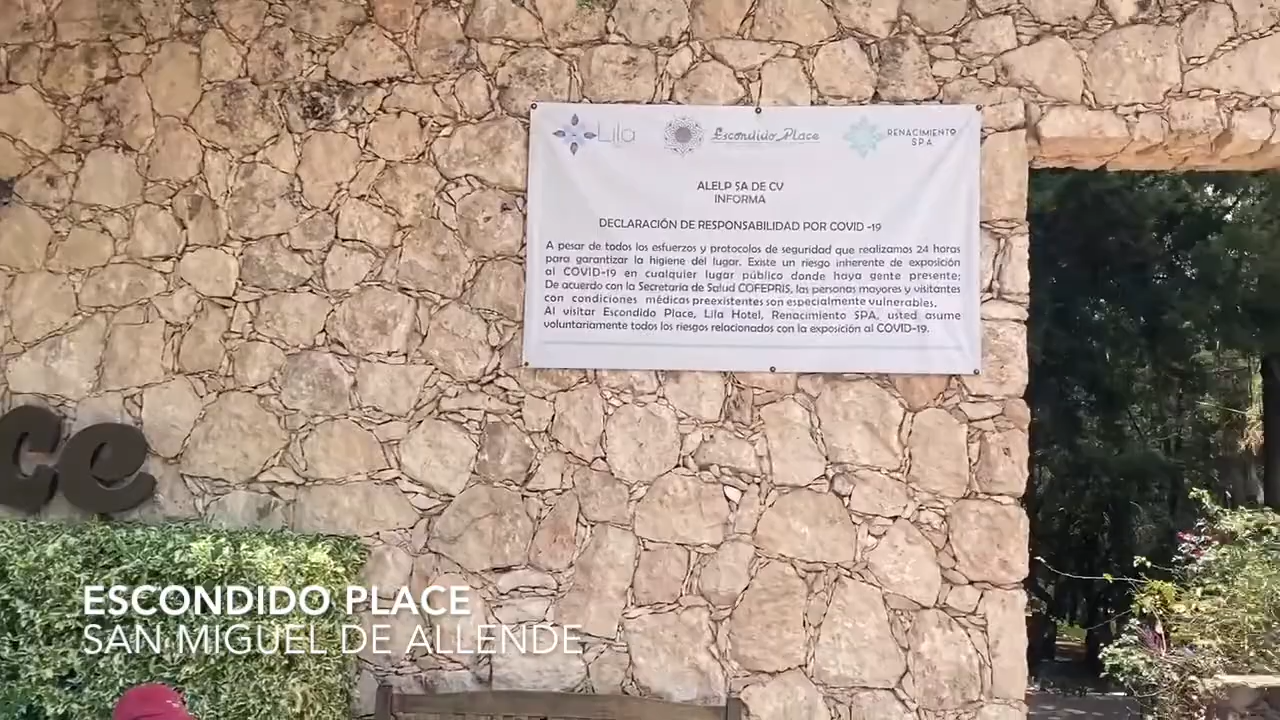 Lila
Escondido Place
RENACIMIENTO
SPA
ALELP SA DE CV
INFORMA
DECLARACIÓN DE RESPONSABILIDAD POR COVID -19
A pesar de todos los esfuerzos y protocolos de seguridad que realizamos 24 horas
para garantizar la higiene del lugar. Existe un riesgo inherente de exposición
al COVID-19 en cualquier lugar público donde haya gente presente;
De acuerdo con la Secretaría de Salud COFEPRIS, las personas mayores y visitantes
con condiciones médicas preexistentes son especialmente vulnerables.
Al visitar Escondido Place, Lila Hotel, Renacimiento SPA, usted asume
voluntariamente todos los riesgos relacionados con la exposición al COVID-19.
ce
ESCONDIDO PLACE
SAN MIGUEL DE ALLENDE